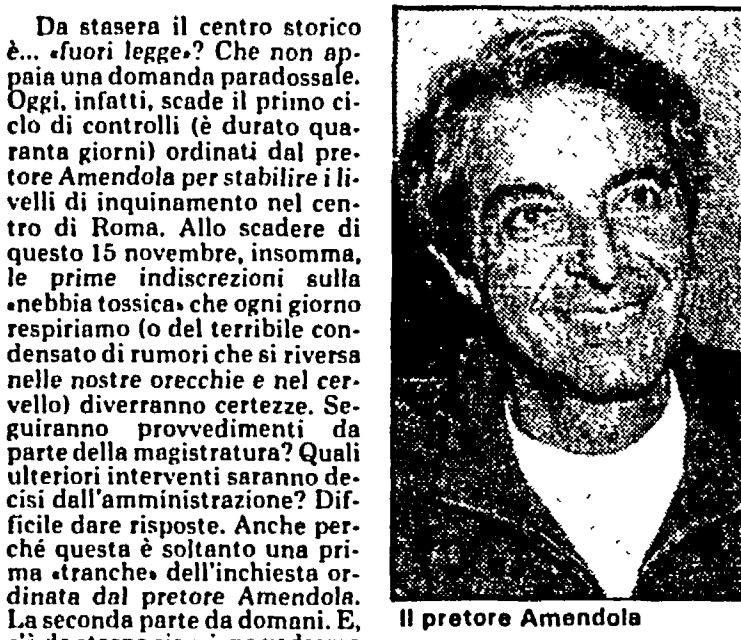 Da stasera il centro storico
è... «fuori legge»? Che non ap-
paia una domanda paradossale.
Oggi, infatti, scade il primo ci-
clo di controlli (è durato qua-
ranta giorni) ordinati dal pre-
tore Amendola per stabilire i li-
velli di inquinamento nel cen-
tro di Roma. Allo scadere di
questo 15 novembre, insomma,
le prime indiscrezioni sulla
«nebbia tossica» che ogni giorno
respiriamo (o del terribile con-
densato di rumori che si riversa
nelle nostre orecchie e nel cer-
vello) diverranno certezze. Se-
guiranno provvedimenti da
parte della magistratura? Quali
ulteriori interventi saranno de-
cisi dall'amministrazione? Dif-
ficile dare risposte. Anche per-
ché questa è soltanto una pri-
ma «tranche» dell'inchiesta or-
dinata dal pretore Amendola.
La seconda parte da domani. E,
Il pretore Amendola